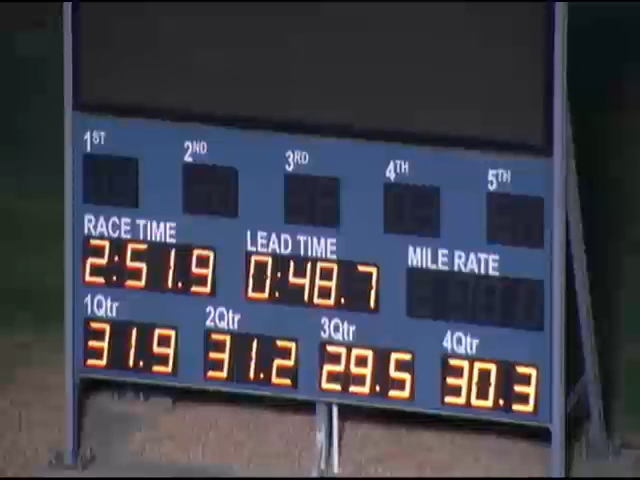 1ST 2ND 3RD 4TH 5TH
RACE TIME LEAD TIME MILE RATE
2:51.9 0:48.7
1Qtr 2Qtr 3Qtr 4Qtr
31.9 31.2 29.5 30.3